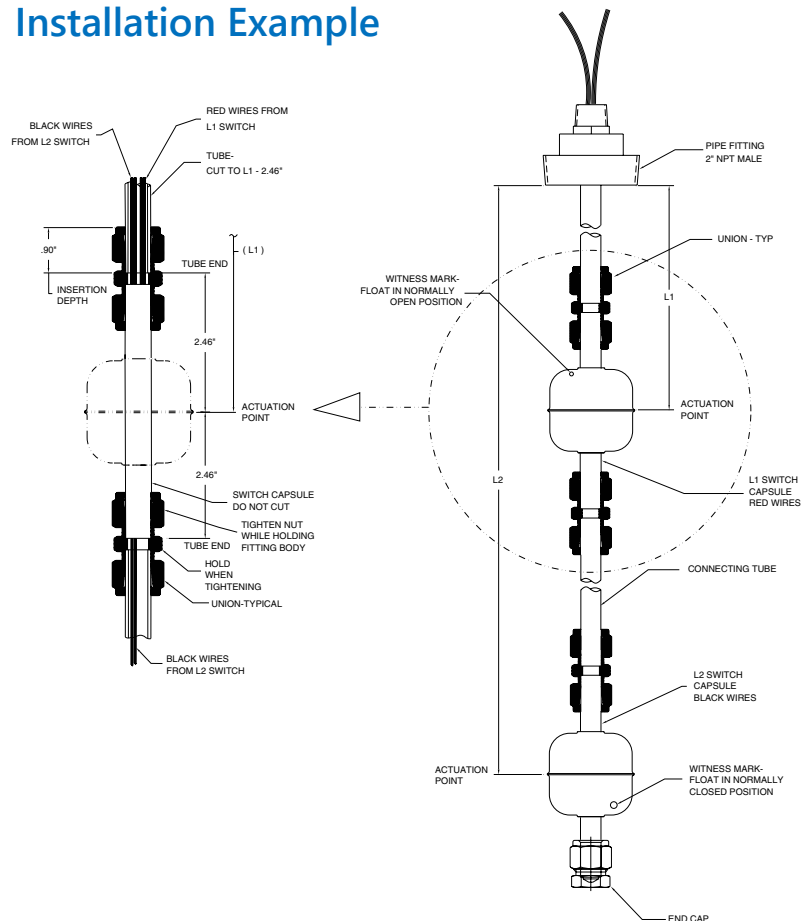 Installation Example
BLACK WIRES
FROM L2 SWITCH
RED WIRES FROM
L1 SWITCH
TUBE-
CUT TO L1 - 2.46"
.90"
TUBE END
( L1 )
INSERTION
DEPTH
2.46"
ACTUATION
POINT
2.46"
SWITCH CAPSULE
DO NOT CUT
TIGHTEN NUT
WHILE HOLDING
FITTING BODY
TUBE END
HOLD
WHEN
TIGHTENING
UNION-TYPICAL
BLACK WIRES
FROM L2 SWITCH
PIPE FITTING
2" NPT MALE
UNION - TYP
WITNESS MARK-
FLOAT IN NORMALLY
OPEN POSITION
L1
ACTUATION
POINT
L2
L1 SWITCH
CAPSULE
RED WIRES
CONNECTING TUBE
L2 SWITCH
CAPSULE
BLACK WIRES
ACTUATION
POINT
WITNESS MARK-
FLOAT IN NORMALLY
CLOSED POSITION
END CAP